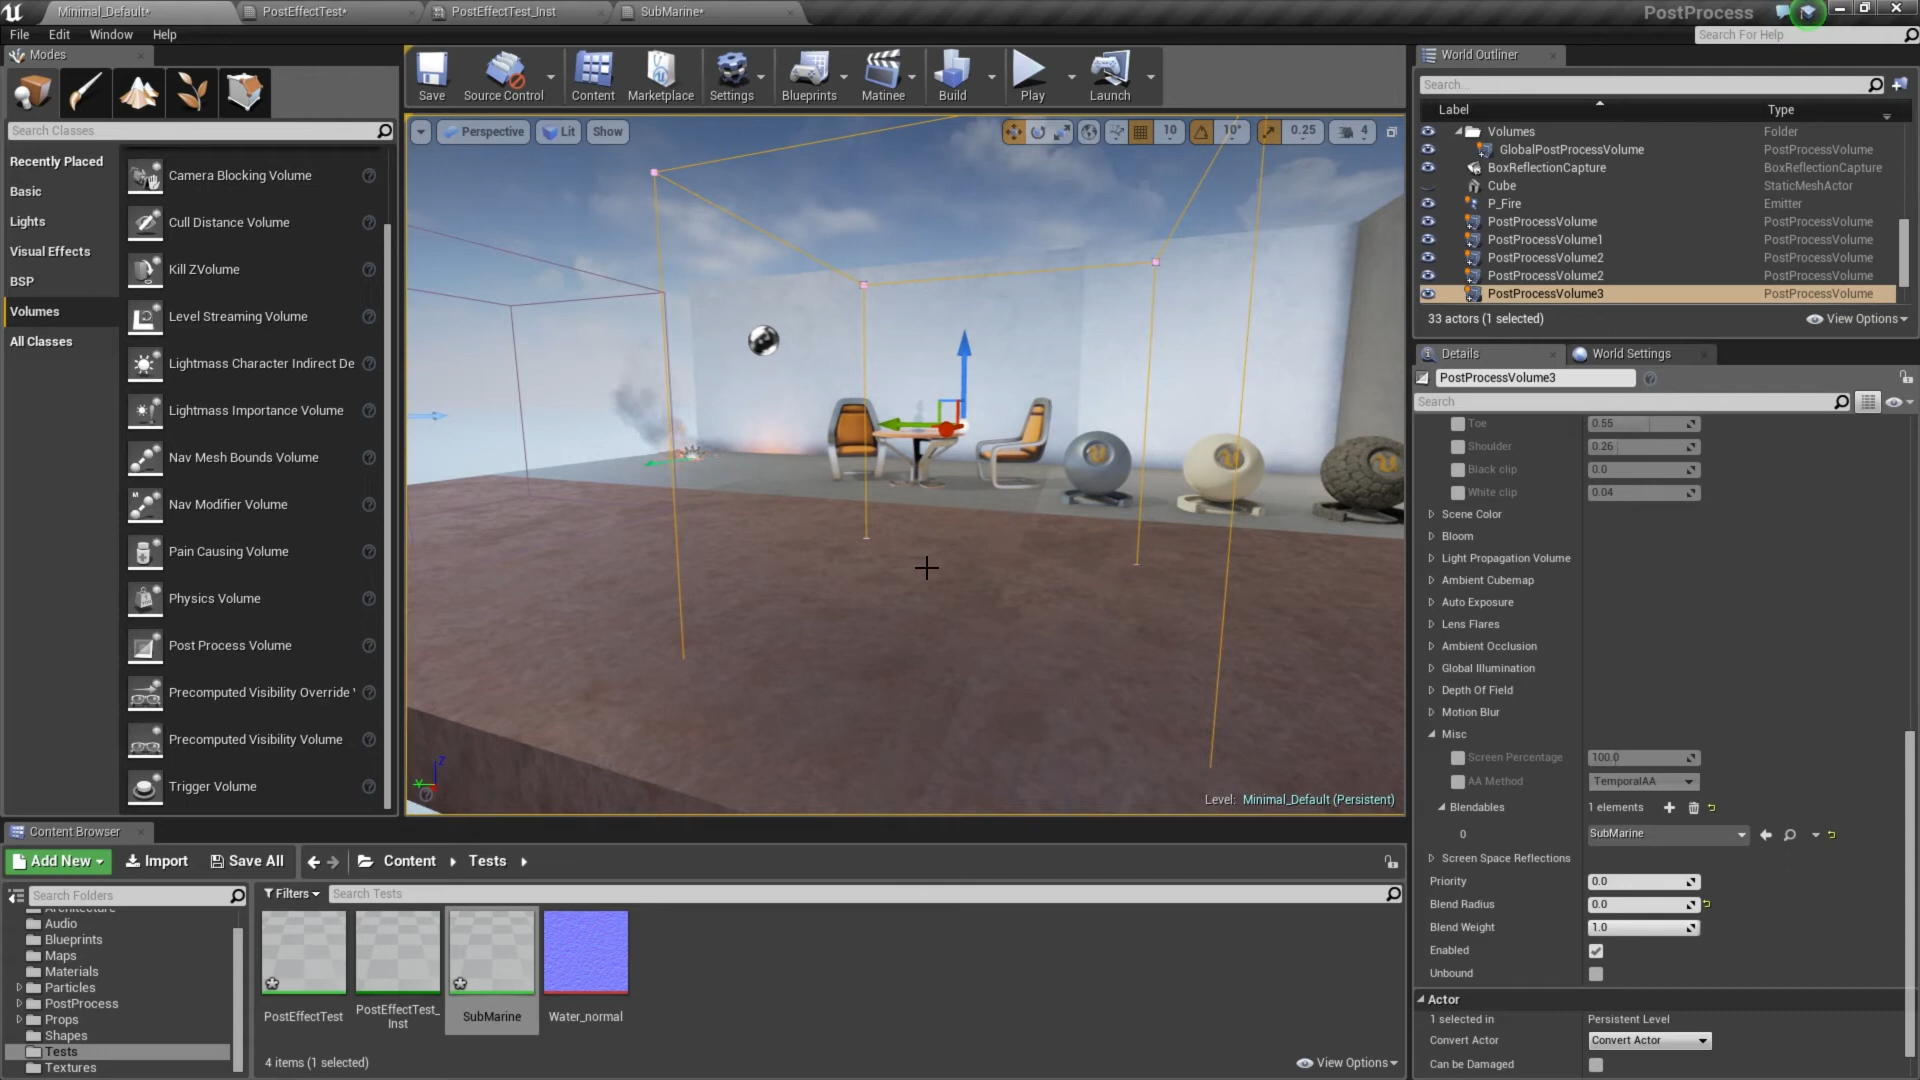 Minimal_Default*
PostEffectTest*
PostEffectTest_Inst
SubMarine*
PostProcess
File Edit Window Help
Search For Help
Modes
Search Classes
Recently Placed
Basic
Lights
Visual Effects
BSP
Volumes
All Classes
Camera Blocking Volume
Cull Distance Volume
Kill ZVolume
Level Streaming Volume
Lightmass Character Indirect De
Lightmass Importance Volume
Nav Mesh Bounds Volume
Nav Modifier Volume
Pain Causing Volume
Physics Volume
Post Process Volume
Precomputed Visibility Override
Precomputed Visibility Volume
Trigger Volume
Save
Source Control
Content
Marketplace
Settings
Blueprints
Matinee
Build
Play
Launch
Perspective Lit Show
10 10° 0.25 4
Z
Y
Level: Minimal_Default (Persistent)
World Outliner
Search...
Label Type
Volumes Folder
GlobalPostProcessVolume PostProcessVolume
BoxReflectionCapture BoxReflectionCapture
Cube StaticMeshActor
P_Fire Emitter
PostProcessVolume PostProcessVolume
PostProcessVolume1 PostProcessVolume
PostProcessVolume2 PostProcessVolume
PostProcessVolume2 PostProcessVolume
PostProcessVolume3 PostProcessVolume
33 actors (1 selected) View Options
Details World Settings
PostProcessVolume3
Search
Toe 0.55
Shoulder 0.26
Black clip 0.0
White clip 0.04
Scene Color
Bloom
Light Propagation Volume
Ambient Cubemap
Auto Exposure
Lens Flares
Ambient Occlusion
Global Illumination
Depth Of Field
Motion Blur
Misc
Screen Percentage 100.0
AA Method TemporalAA
Blendables 1 elements
0 SubMarine
Screen Space Reflections
Priority 0.0
Blend Radius 0.0
Blend Weight 1.0
Enabled
Unbound
Actor
1 selected in Persistent Level
Convert Actor Convert Actor
Can be Damaged
Content Browser
Add New Import Save All Content Tests
Search Folders
Filters Search Tests
Architecture
Audio
Blueprints
Maps
Materials
Particles
PostProcess
Props
Shapes
Tests
Textures
PostEffectTest
PostEffectTest_
Inst
SubMarine
Water_normal
4 items (1 selected)
View Options